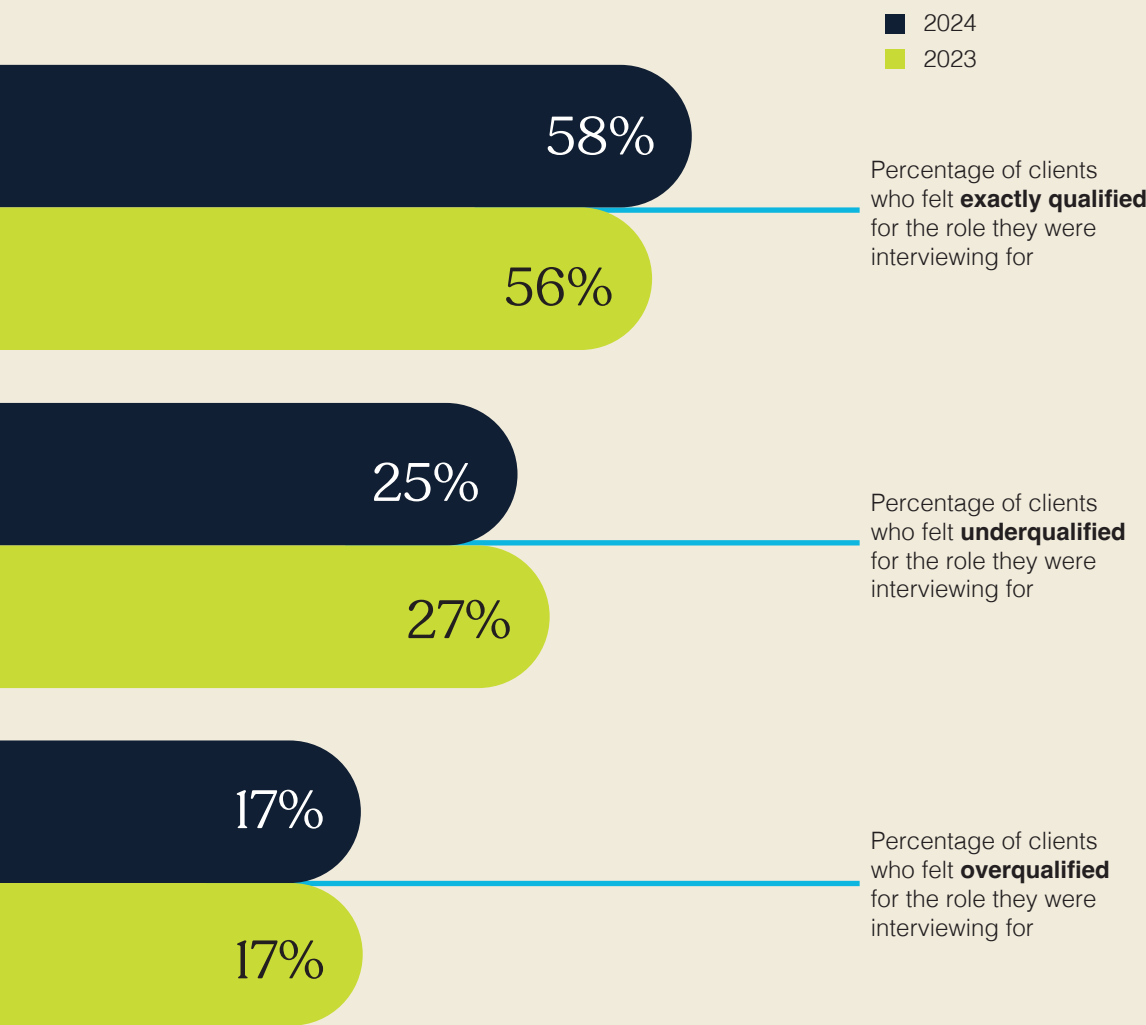 2024
2023
58%
56%
Percentage of clients
who felt exactly qualified
for the role they were
interviewing for
25%
27%
Percentage of clients
who felt underqualified
for the role they were
interviewing for
17%
17%
Percentage of clients
who felt overqualified
for the role they were
interviewing for